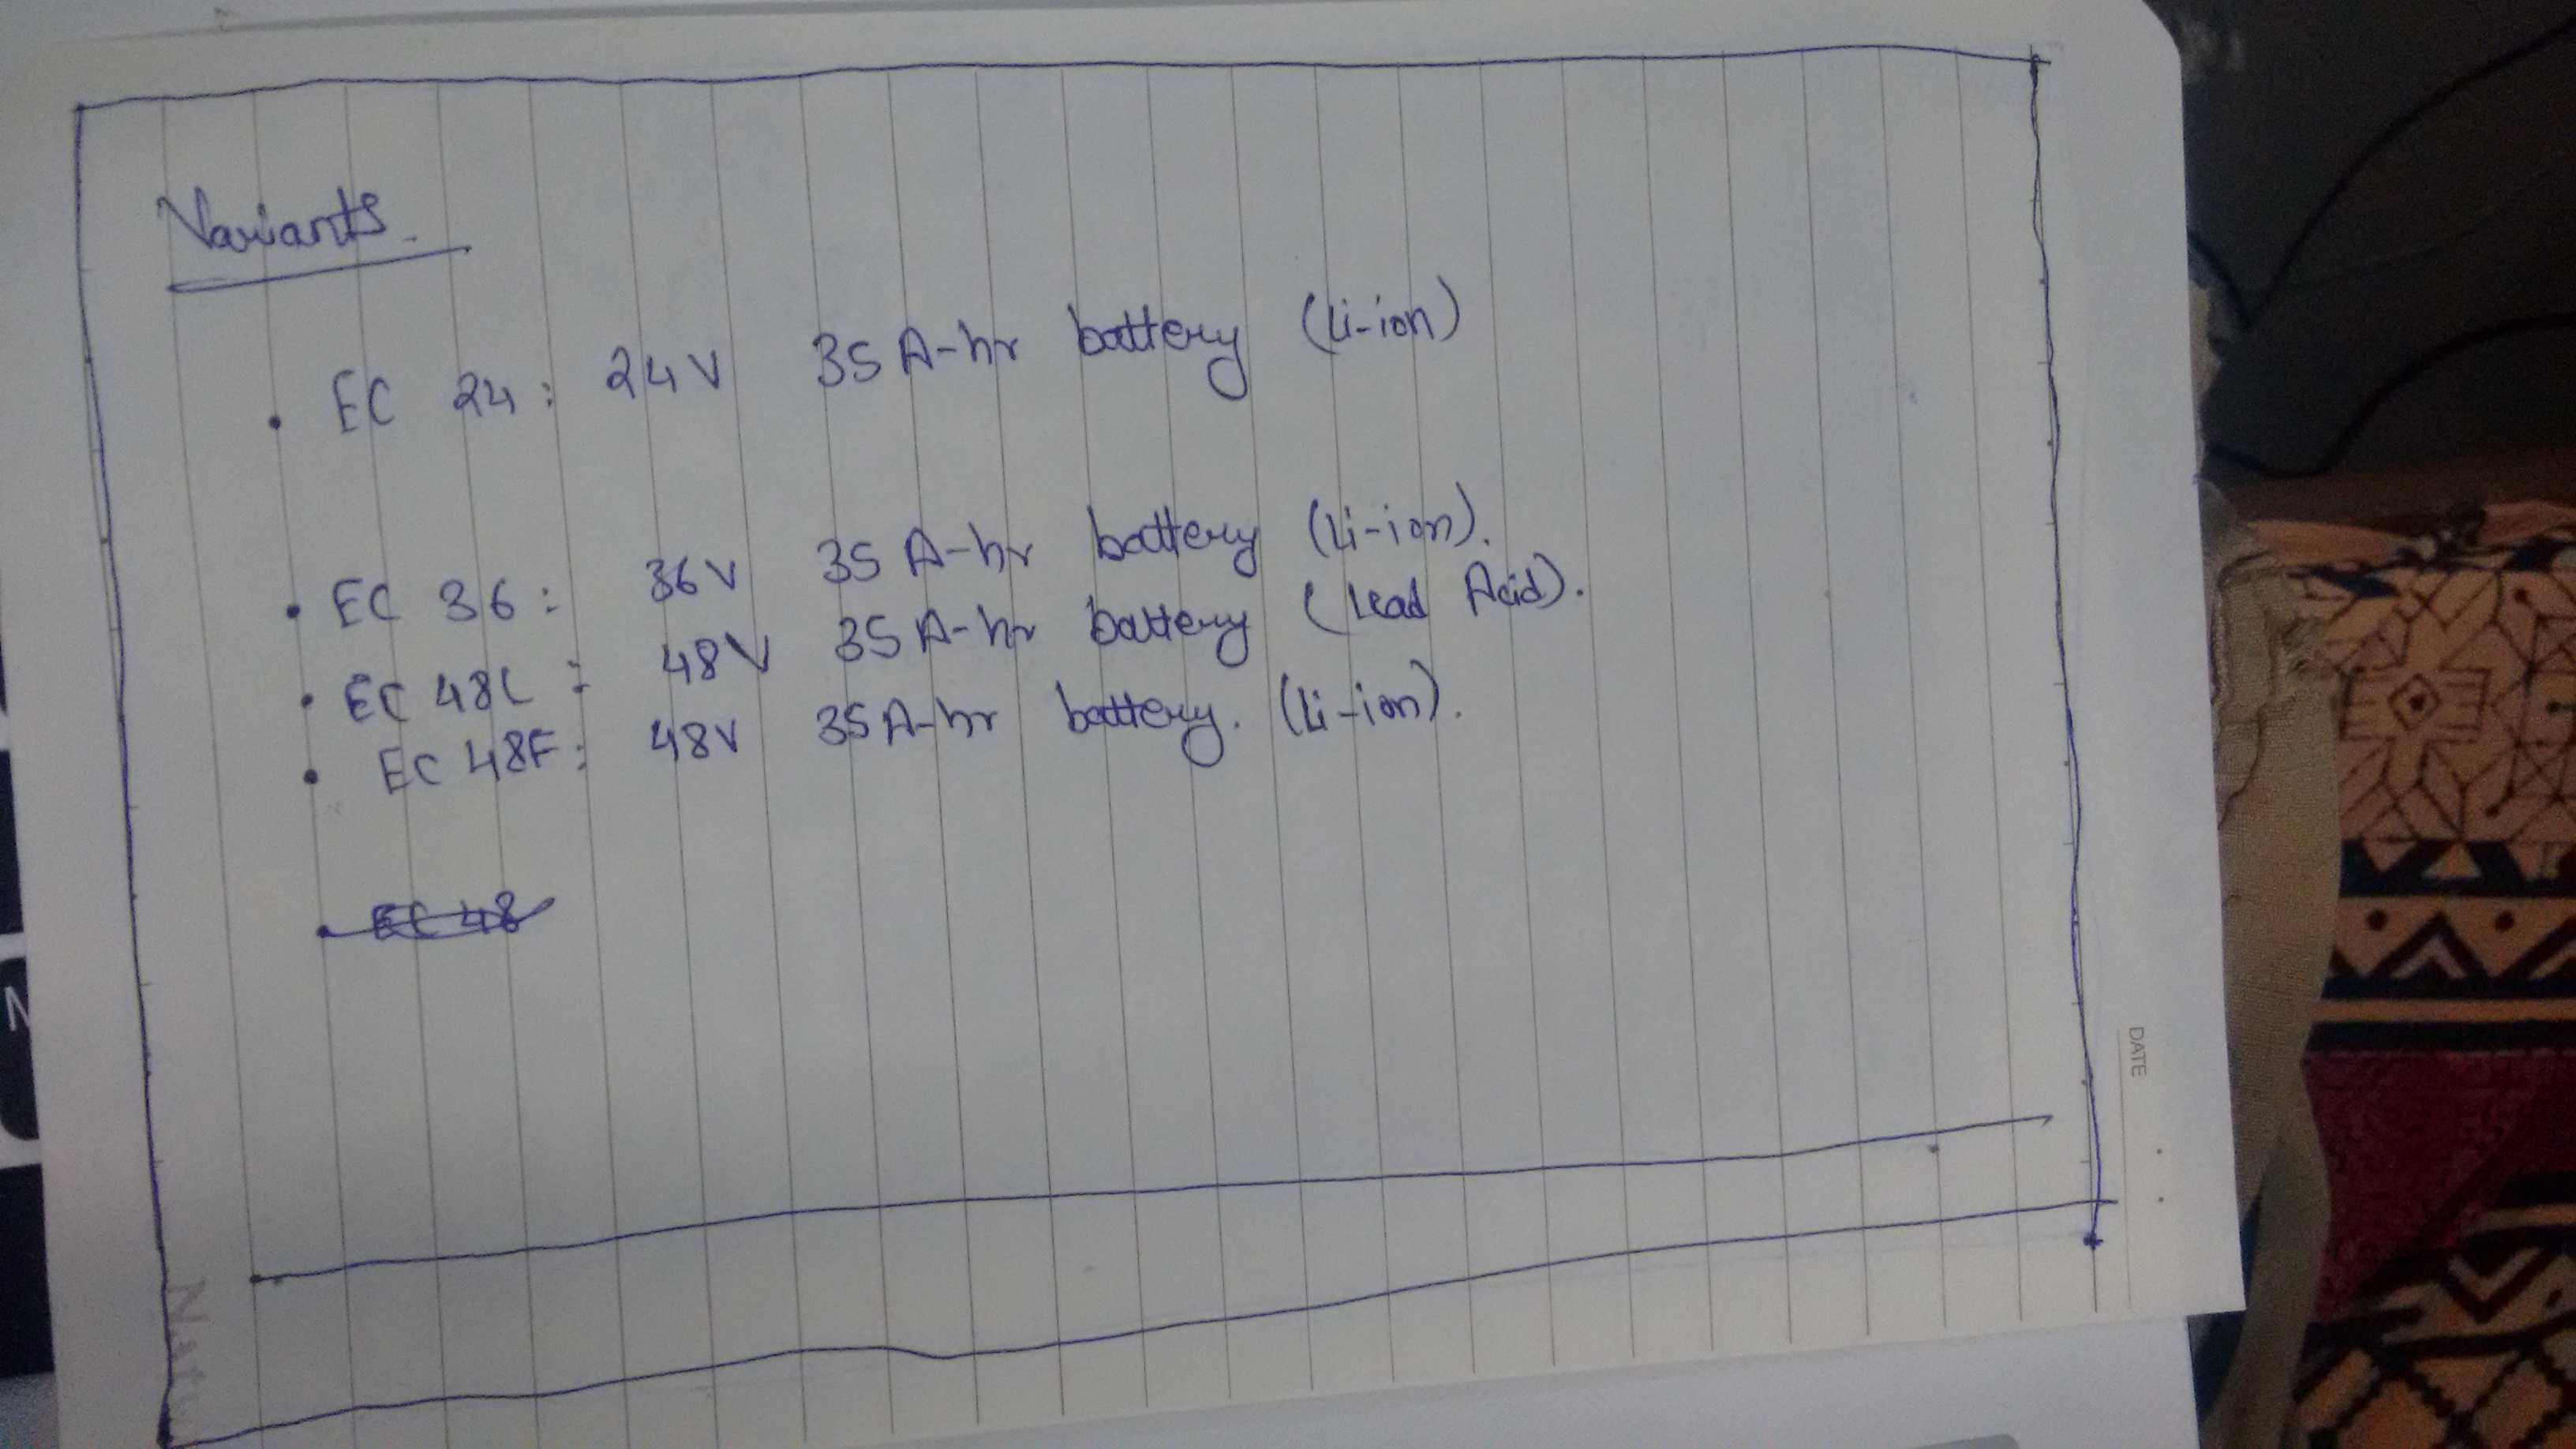 Variants.
• EC 24: 24V 35 A-hr battery (Li-ion)
• EC 36: 36V 35 A-hr battery (Li-ion).
• EC 48L: 48V 35 A-hr battery (Lead Acid).
• EC 48F: 48V 35 A-hr battery. (Li-ion).
• EC 48
DATE